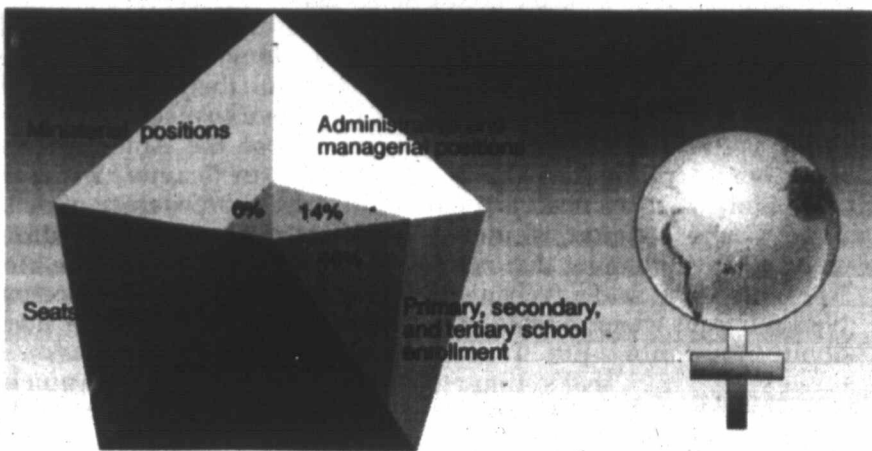 Ministerial positions
Administrative and
managerial positions
6%
14%
Seats
Primary, secondary,
and tertiary school
enrollment